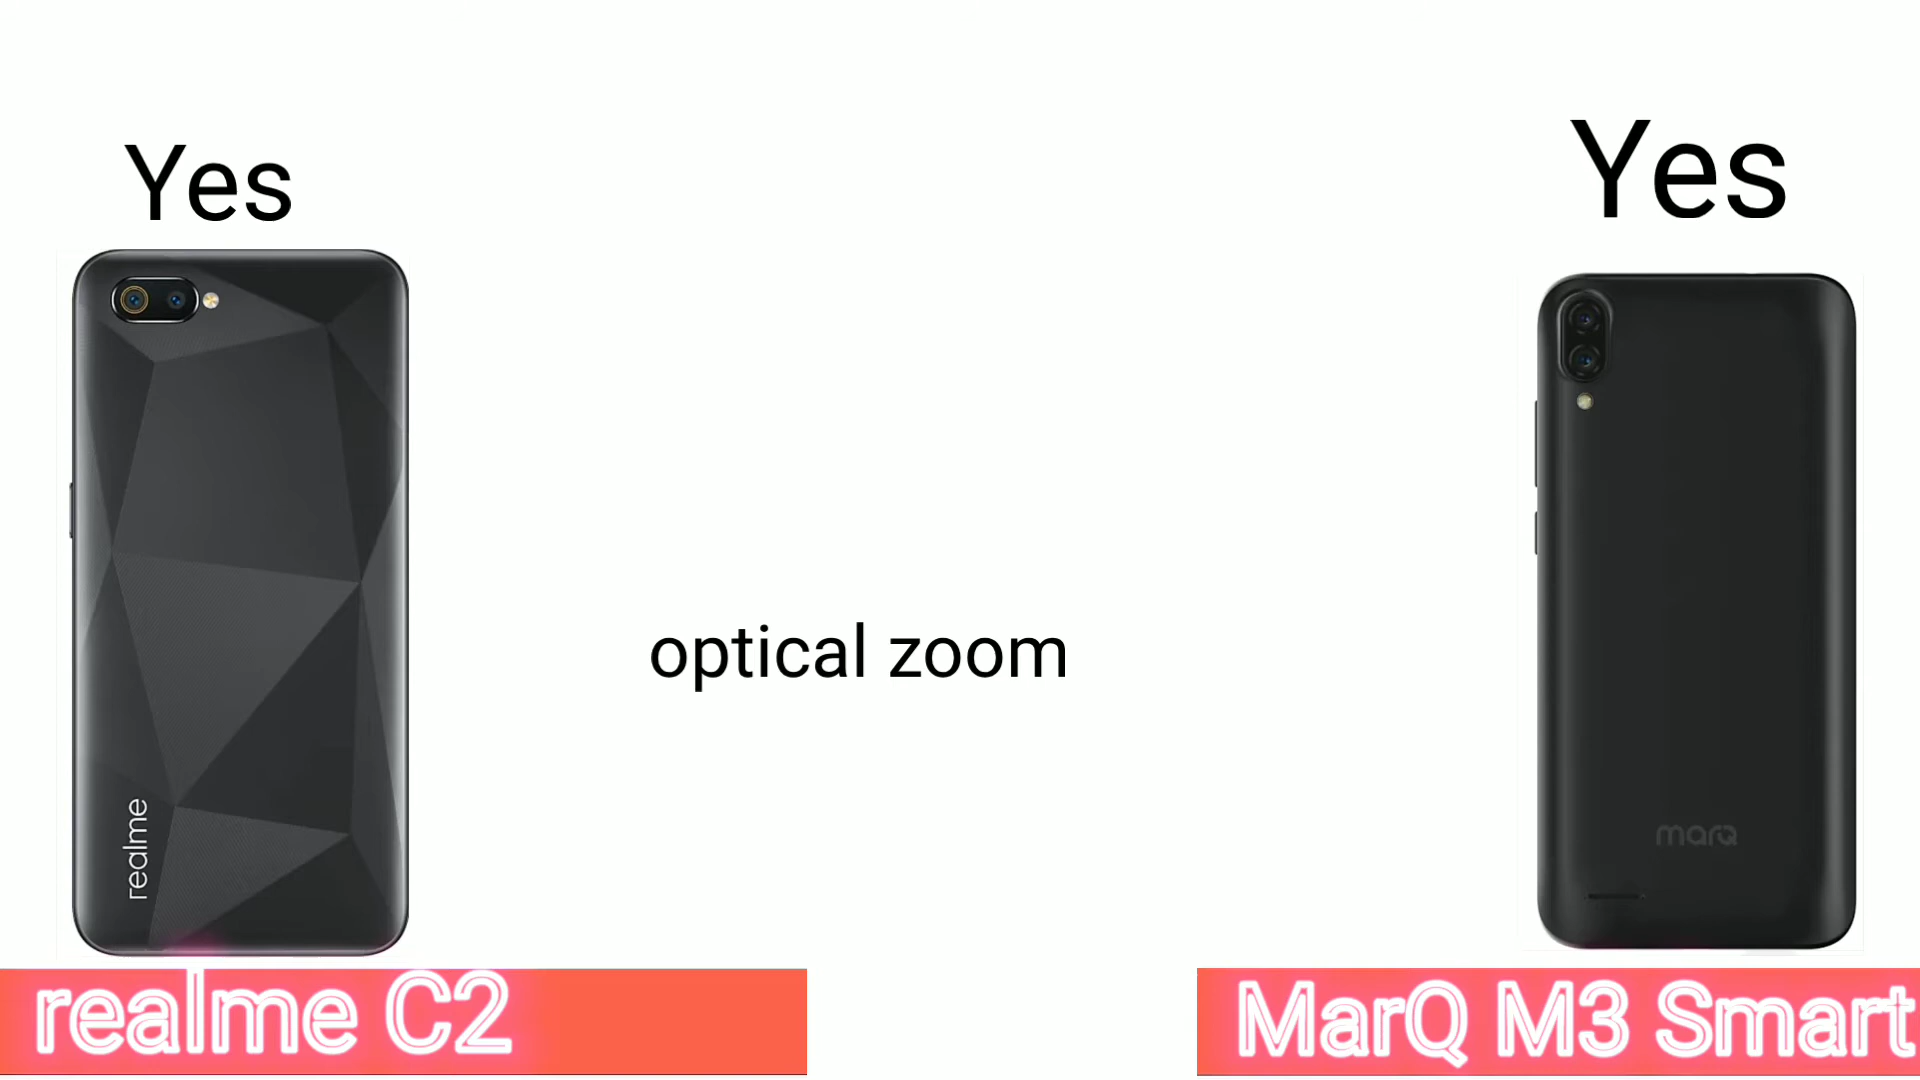 Yes
Yes
optical zoom
realme
marQ
realme C2
MarQ M3 Smart